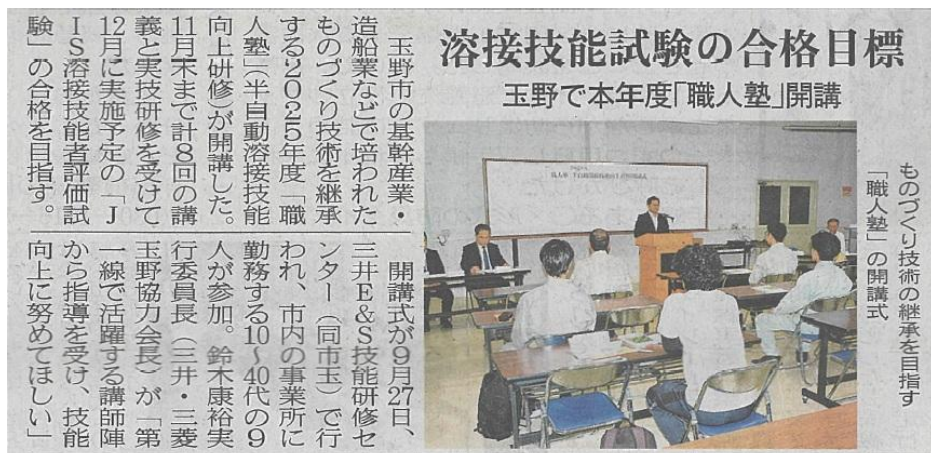 溶接技能試験の合格目標
玉野で本年度「職人塾」開講
ものづくり技術の継承を目指す
「職人塾」の開講式
玉野市の基幹産業・
造船業などで培われた
ものづくり技術を継承
する2025年度「職
人塾」(半自動溶接技能
向上研修)が開講した。
11月末まで計8回の講
義と実技研修を受けて
12月に実施予定の「J
IS溶接技能者評価試
験」の合格を目指す。
開講式が9月27日、
三井E&S技能研修セ
ンター(同市玉)で行
われ、市内の事業所に
勤務する10~40代の9
人が参加。鈴木康裕実
行委員長(三井・三菱
玉野協力会長)が「第
一線で活躍する講師陣
から指導を受け、技能
向上に努めてほしい」